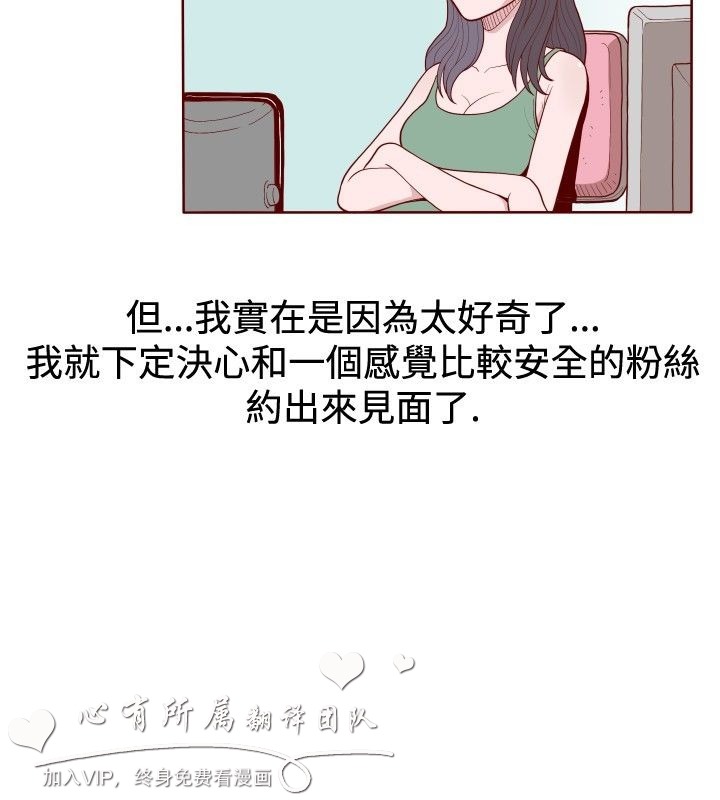 但...我實在是因為太好奇了...
我就下定決心和一個感覺比較安全的粉絲
約出來見面了.
心有所属翻译团队
加入VIP，终身免费看漫画